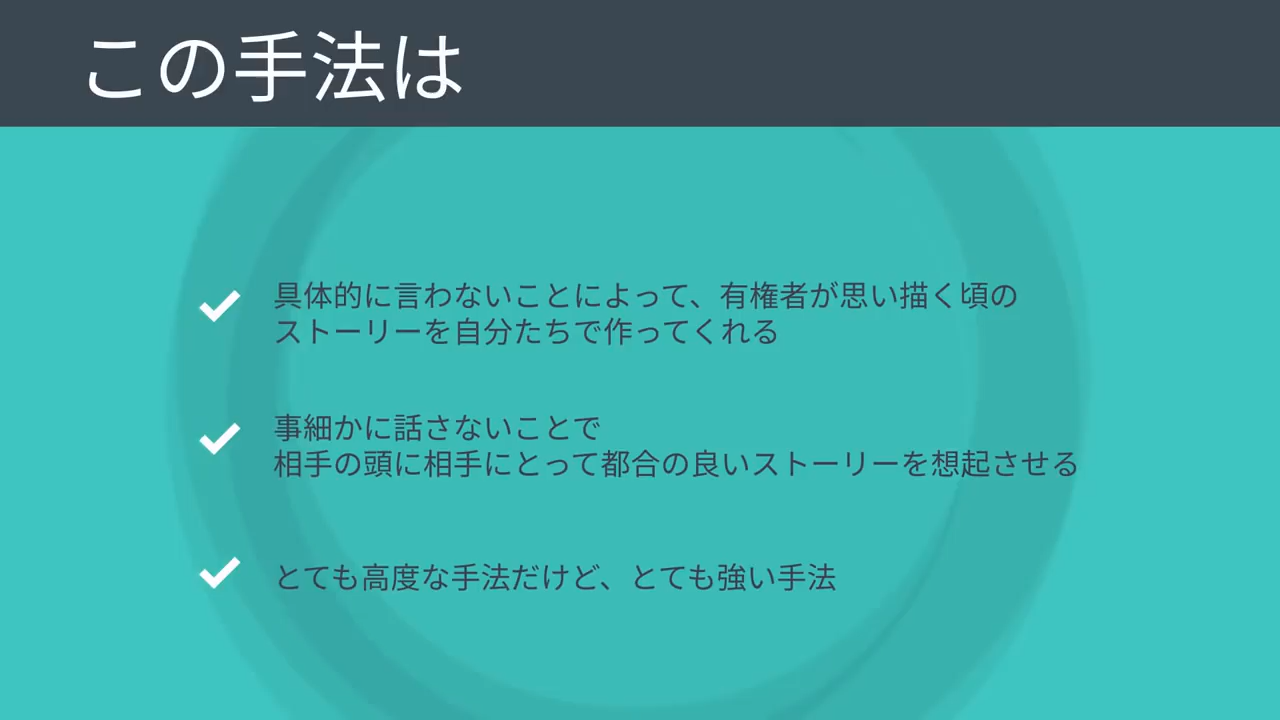 この手法は
具体的に言わないことによって、有権者が思い描く頃の
ストーリーを自分たちで作ってくれる
事細かに話さないことで
相手の頭に相手にとって都合の良いストーリーを想起させる
とても高度な手法だけど、とても強い手法